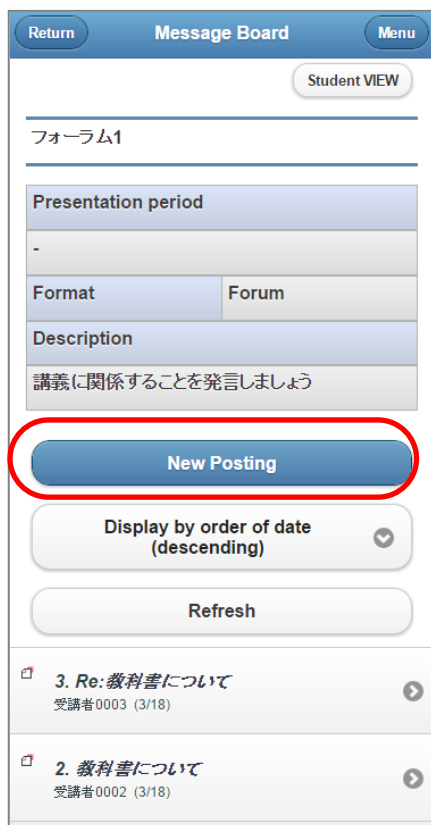 Return Message Board Menu
Student VIEW
フォーラム1
Presentation period
-
Format Forum
Description
講義に関係することを発言しましょう
New Posting
Display by order of date
(descending)
Refresh
3. Re:教科書について
受講者0003 (3/18)
2. 教科書について
受講者0002 (3/18)